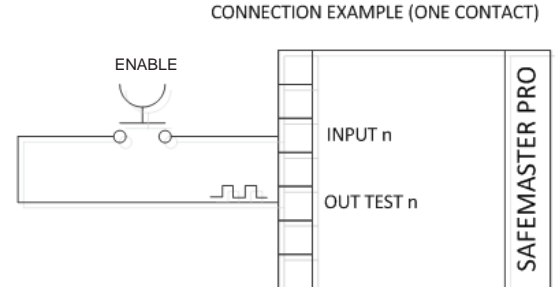 CONNECTION EXAMPLE (ONE CONTACT)
ENABLE
INPUT n
OUT TEST n
SAFEMASTER PRO